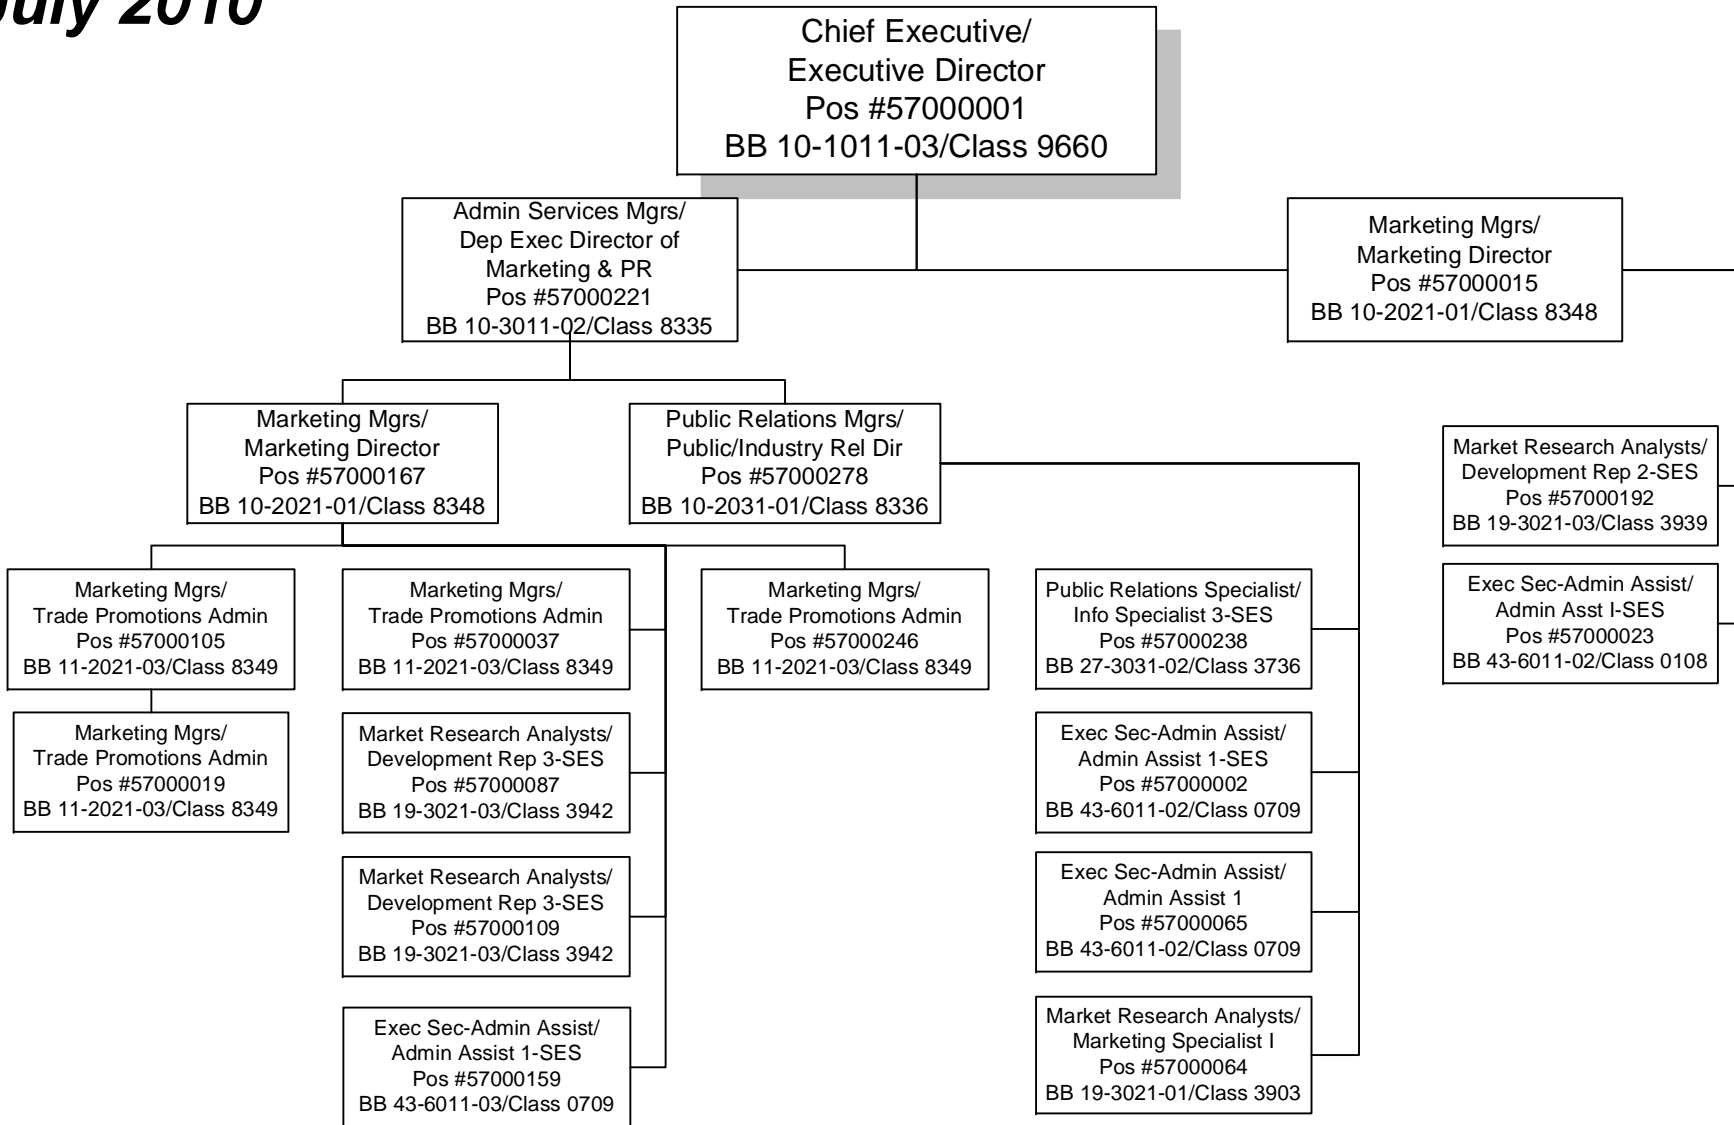 July 2010
Chief Executive/
Executive Director
Pos #57000001
BB 10-1011-03/Class 9660
Admin Services Mgrs/
Dep Exec Director of
Marketing & PR
Pos #57000221
BB 10-3011-02/Class 8335
Marketing Mgrs/
Marketing Director
Pos #57000015
BB 10-2021-01/Class 8348
Marketing Mgrs/
Marketing Director
Pos #57000167
BB 10-2021-01/Class 8348
Public Relations Mgrs/
Public/Industry Rel Dir
Pos #57000278
BB 10-2031-01/Class 8336
Market Research Analysts/
Development Rep 2-SES
Pos #57000192
BB 19-3021-03/Class 3939
Exec Sec-Admin Assist/
Admin Asst I-SES
Pos #57000023
BB 43-6011-02/Class 0108
Marketing Mgrs/
Trade Promotions Admin
Pos #57000105
BB 11-2021-03/Class 8349
Marketing Mgrs/
Trade Promotions Admin
Pos #57000019
BB 11-2021-03/Class 8349
Marketing Mgrs/
Trade Promotions Admin
Pos #57000037
BB 11-2021-03/Class 8349
Market Research Analysts/
Development Rep 3-SES
Pos #57000087
BB 19-3021-03/Class 3942
Market Research Analysts/
Development Rep 3-SES
Pos #57000109
BB 19-3021-03/Class 3942
Exec Sec-Admin Assist/
Admin Assist 1-SES
Pos #57000159
BB 43-6011-03/Class 0709
Marketing Mgrs/
Trade Promotions Admin
Pos #57000246
BB 11-2021-03/Class 8349
Public Relations Specialist/
Info Specialist 3-SES
Pos #57000238
BB 27-3031-02/Class 3736
Exec Sec-Admin Assist/
Admin Assist 1-SES
Pos #57000002
BB 43-6011-02/Class 0709
Exec Sec-Admin Assist/
Admin Assist 1
Pos #57000065
BB 43-6011-02/Class 0709
Market Research Analysts/
Marketing Specialist I
Pos #57000064
BB 19-3021-01/Class 3903